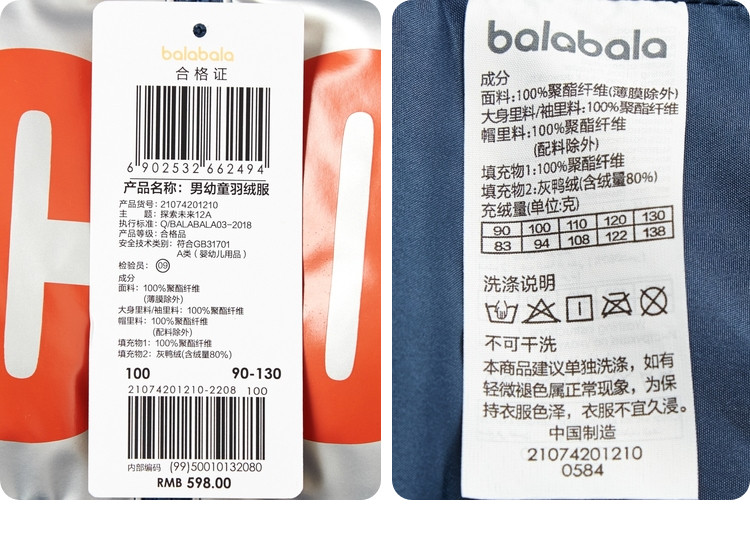 balabala
合格证
6 902532 662494
产品名称：男幼童羽绒服
产品货号：21074201210
主 题：探索未来12A
执行标准：Q/BALABALA03-2018
产品等级：合格品
安全技术类别：符合GB31701
A类（婴幼儿用品）
检验员：09
成分
面料：100%聚酯纤维
(薄膜除外)
大身里料/袖里料：100%聚酯纤维
帽里料：100%聚酯纤维
(配料除外)
填充物1：100%聚酯纤维
填充物2：灰鸭绒(含绒量80%)
100 90-130
21074201210-2208 100
内部编码 (99)50010132080
RMB 598.00
balabala
成分
面料:100%聚酯纤维(薄膜除外)
大身里料/袖里料:100%聚酯纤维
帽里料:100%聚酯纤维
(配料除外)
填充物1:100%聚酯纤维
填充物2:灰鸭绒(含绒量80%)
充绒量(单位:克)
90 100 110 120 130
83 94 108 122 138
洗涤说明
不可干洗
本商品建议单独洗涤，如有
轻微褪色属正常现象，为保
持衣服色泽，衣服不宜久浸。
中国制造
21074201210
0584